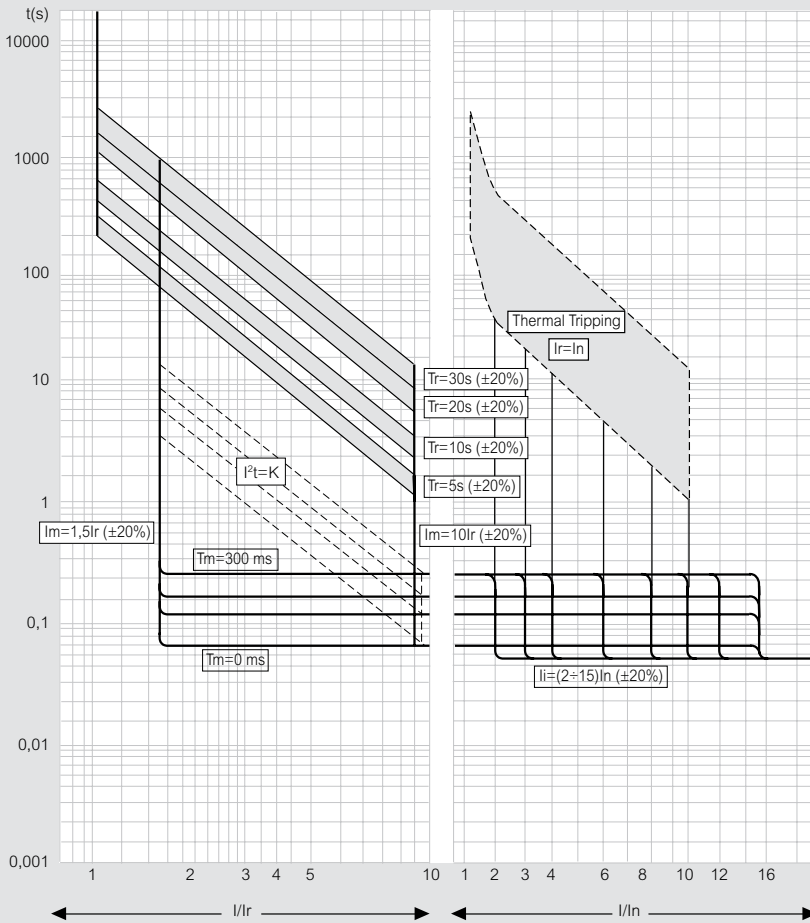 t(s)
10000
1000
100
10
1
0,1
0,01
0,001
Thermal Tripping
Ir=In
Tr=30s (±20%)
Tr=20s (±20%)
Tr=10s (±20%)
Tr=5s (±20%)
I²t=K
Im=1,5Ir (±20%)
Im=10Ir (±20%)
Tm=300 ms
Tm=0 ms
Ii=(2÷15)In (±20%)
1 2 3 4 5 10
1 2 3 4 6 8 10 12 16
I/Ir
I/In